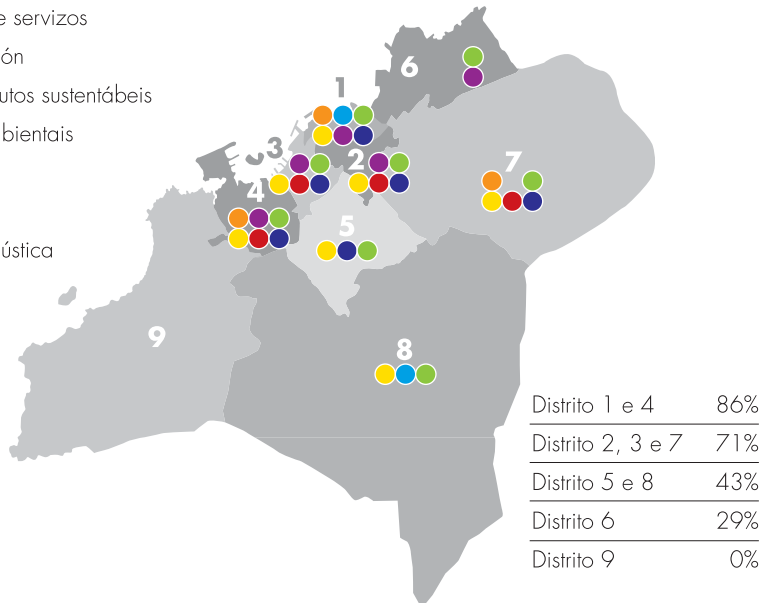 e servizos
ón
utos sustentábeis
bientais
ústica
6
1
3
2
7
4
5
9
8
Distrito 1 e 4 86%
Distrito 2, 3 e 7 71%
Distrito 5 e 8 43%
Distrito 6 29%
Distrito 9 0%